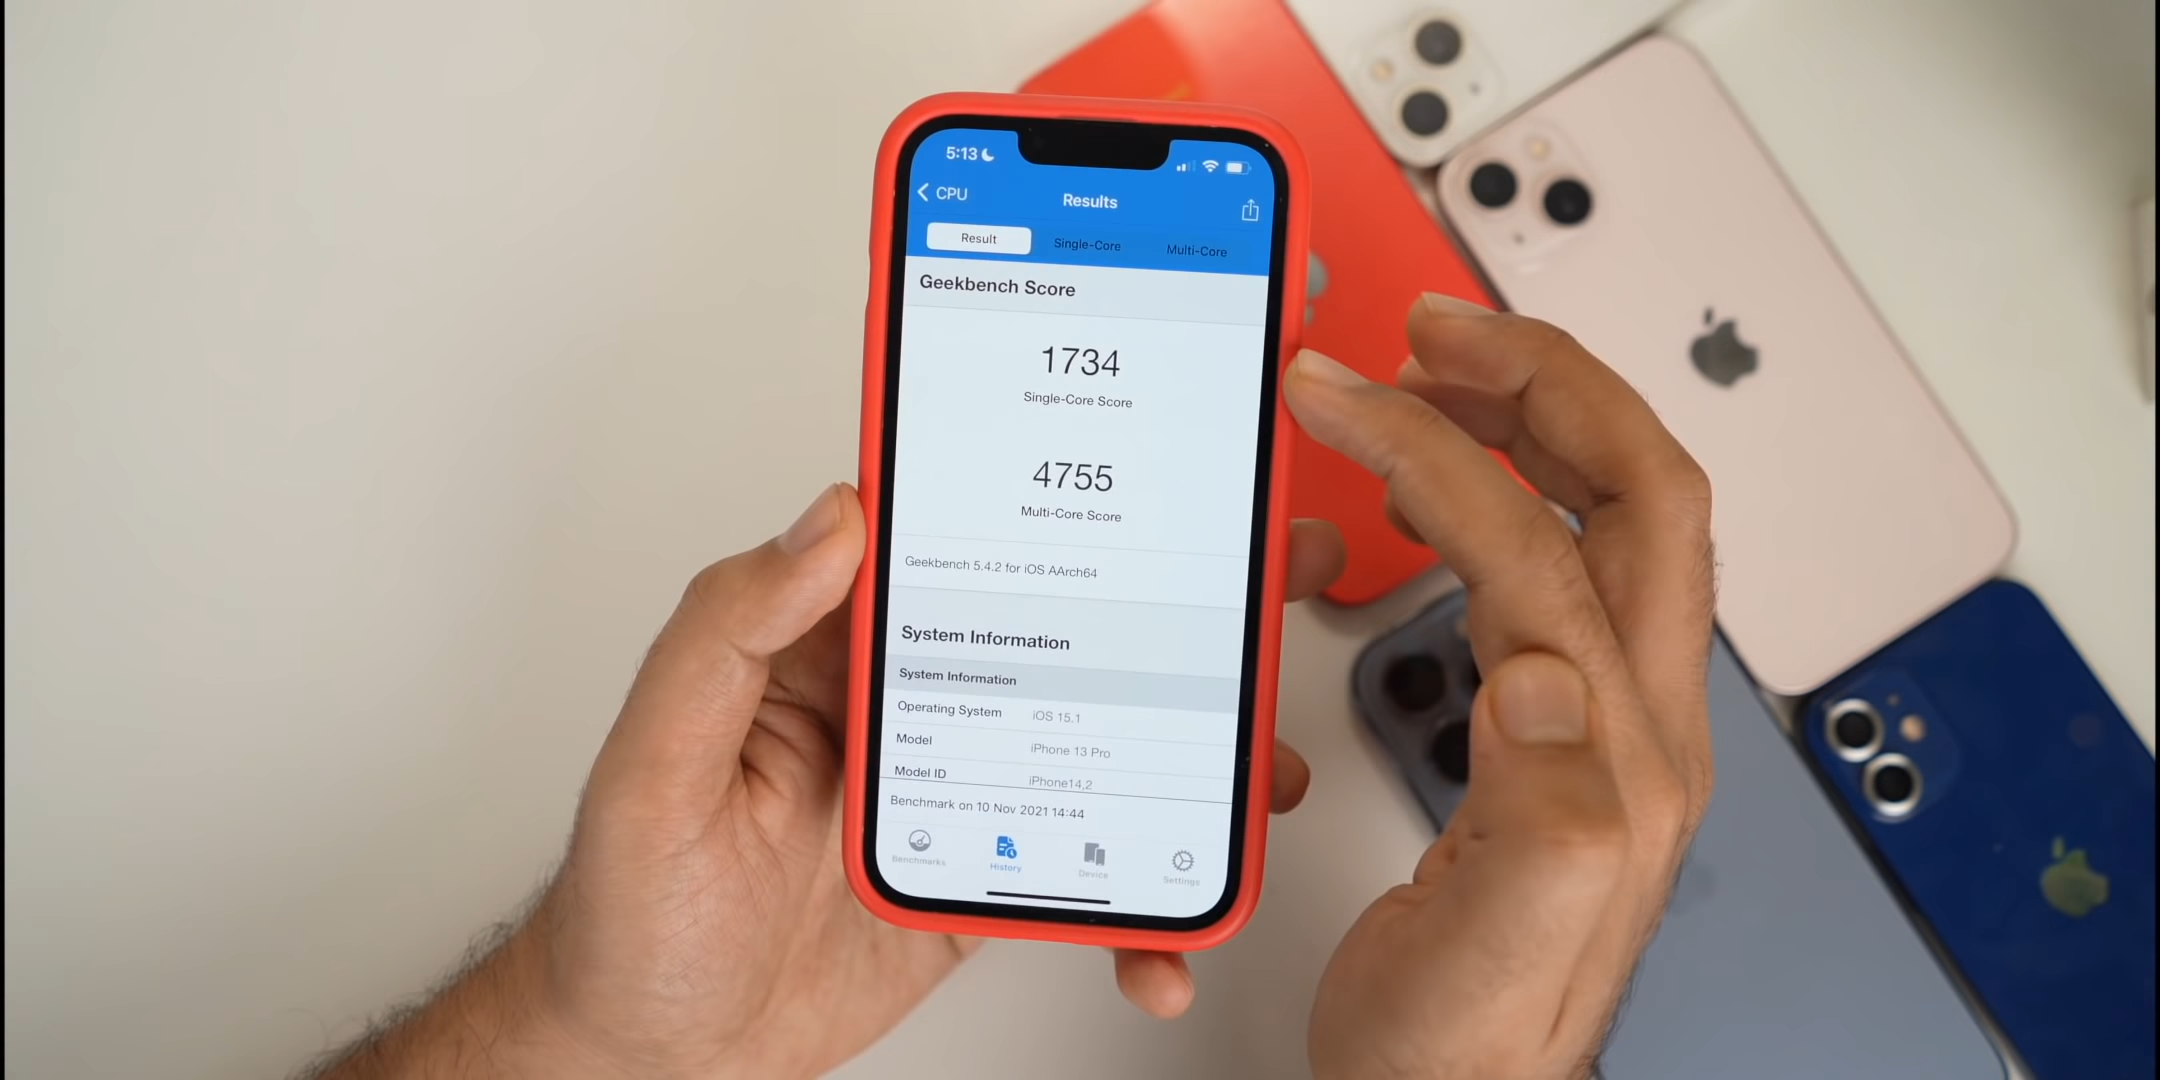 5:13
CPU
Results
Result
Single-Core
Multi-Core
Geekbench Score
1734
Single-Core Score
4755
Multi-Core Score
Geekbench 5.4.2 for iOS AArch64
System Information
System Information
Operating System iOS 15.1
Model iPhone 13 Pro
Model ID iPhone14,2
Benchmark on 10 Nov 2021 14:44
Benchmarks
History
Device
Settings